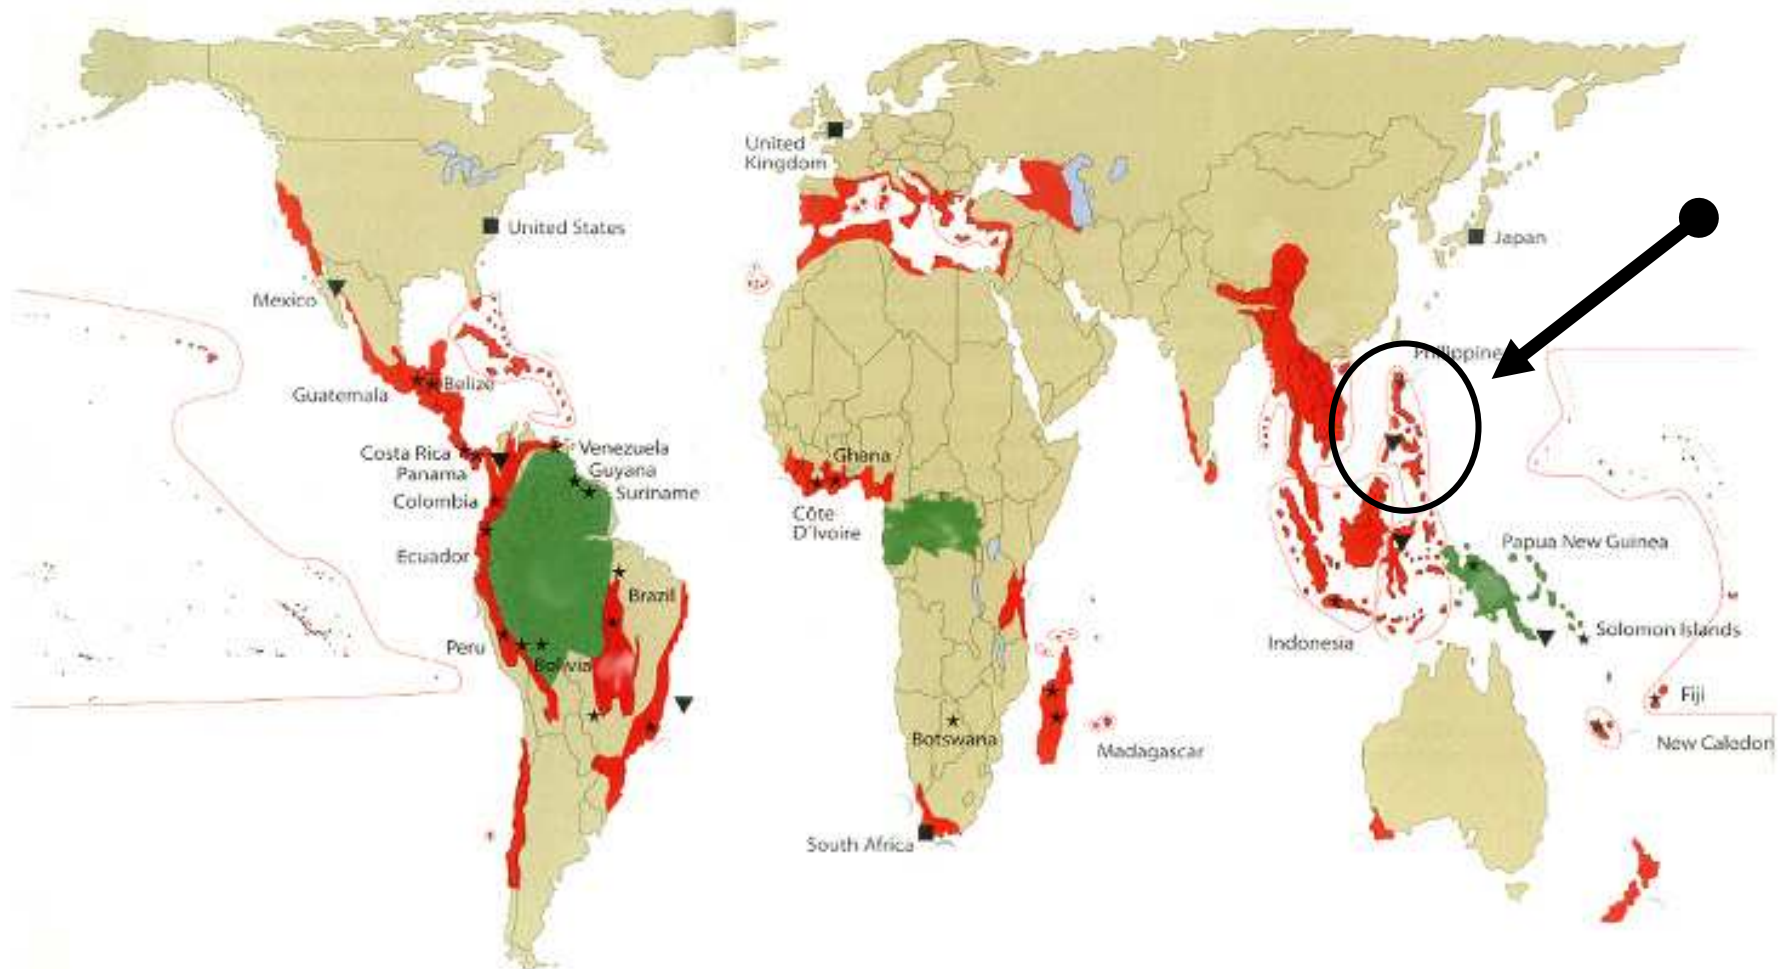 United
Kingdom
United States
Japan
Mexico
Philippine
Guatemala
Belize
Costa Rica
Panama
Venezuela
Guyana
Suriname
Colombia
Ghana
Côte
D'Ivoire
Ecuador
Papua New Guinea
Brazil
Peru
Bolivia
Indonesia
Solomon Islands
Fiji
Botswana
Madagascar
New Caledon
South Africa